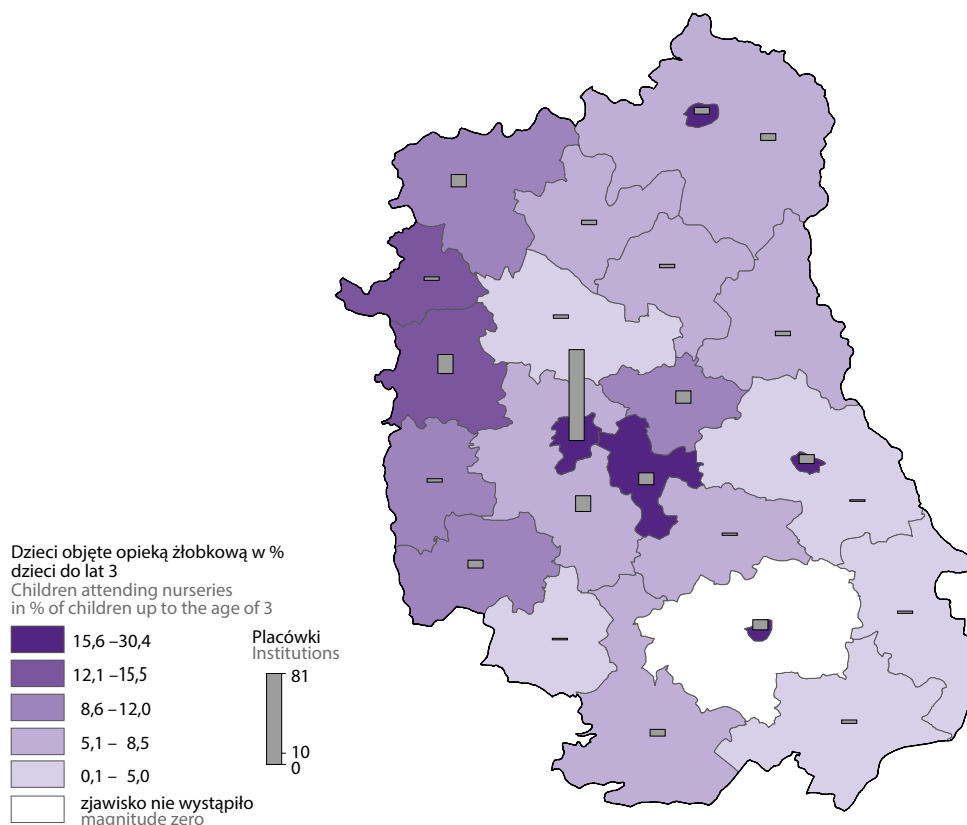 Dzieci objęte opieką żłobkową w %
dzieci do lat 3
Children attending nurseries
in % of children up to the age of 3
15,6 –30,4
12,1 –15,5
8,6 –12,0
5,1 – 8,5
0,1 – 5,0
zjawisko nie wystąpiło
magnitude zero
Placówki
Institutions
81
10
0